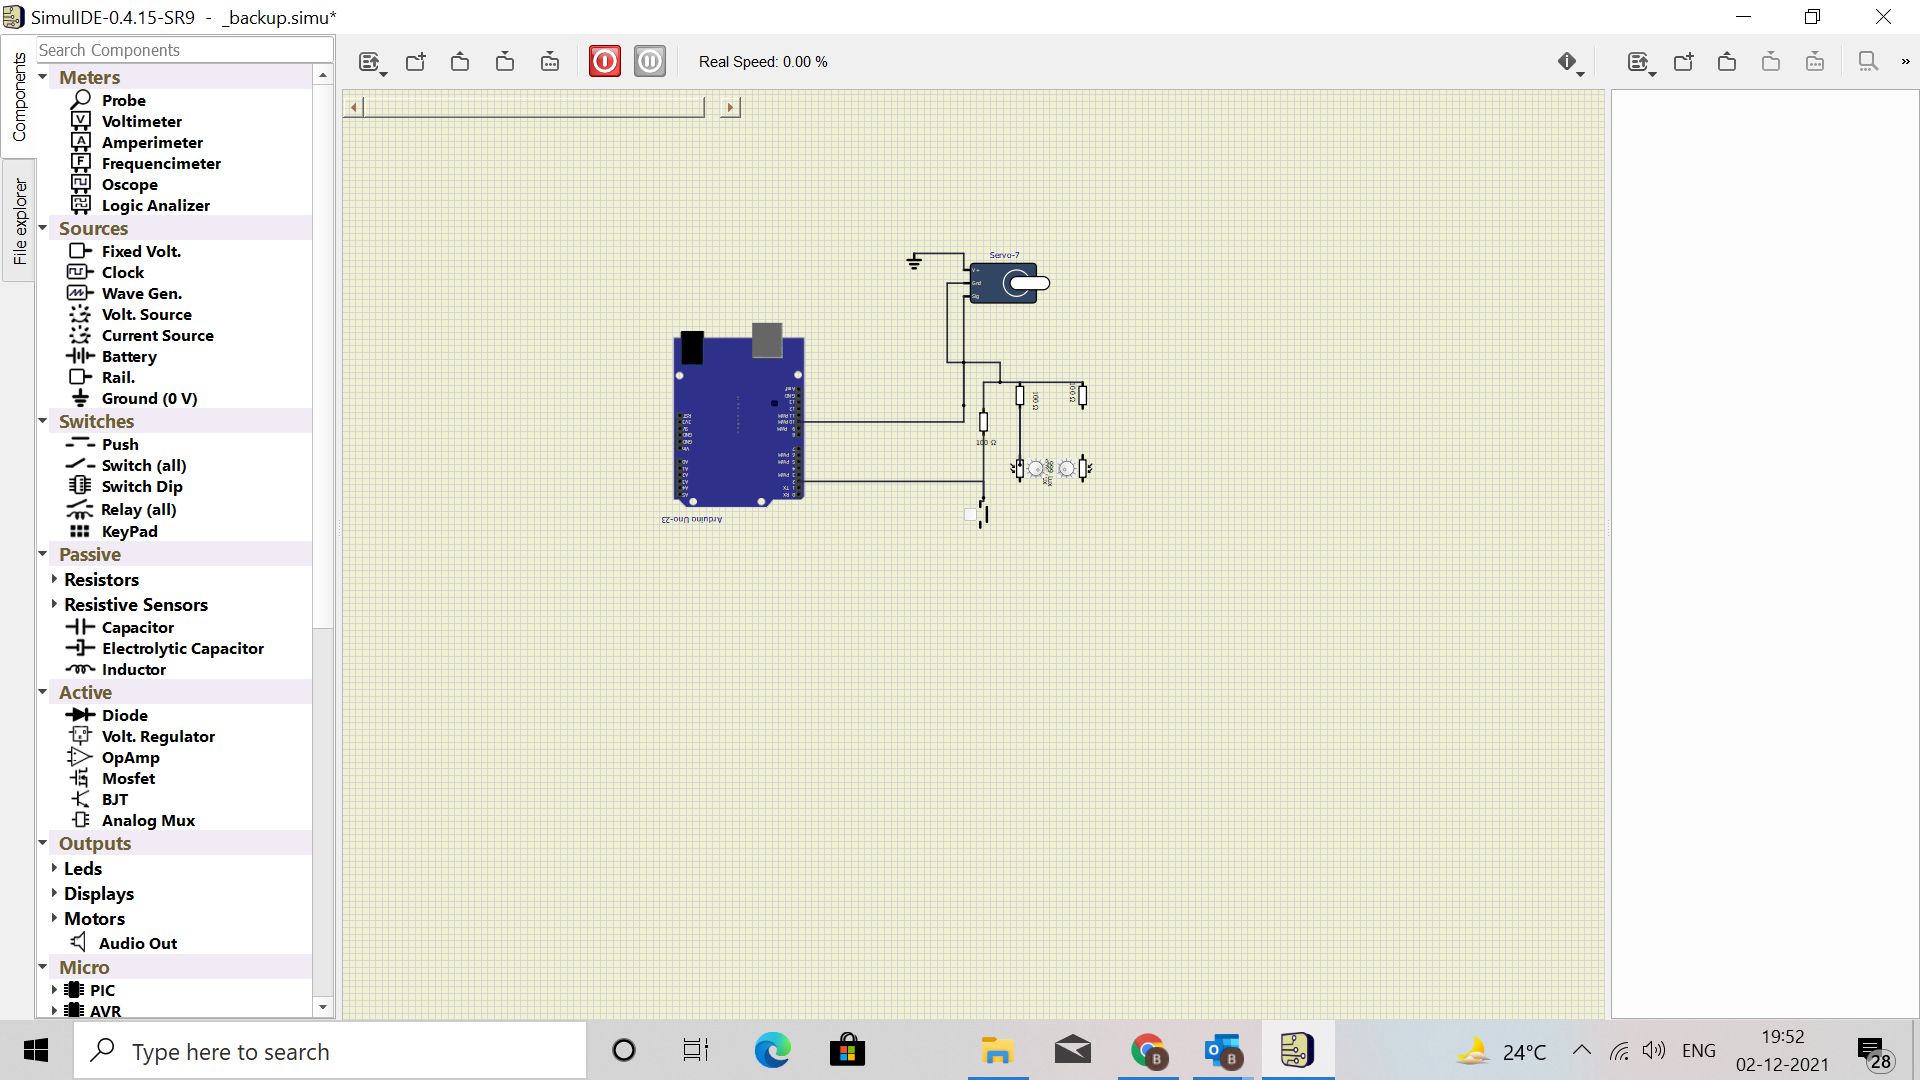 SimulIDE-0.4.15-SR9 - _backup.simu*
Components
File explorer
Search Components
Meters
Probe
Voltimeter
Amperimeter
Frequencimeter
Oscope
Logic Analizer
Sources
Fixed Volt.
Clock
Wave Gen.
Volt. Source
Current Source
Battery
Rail.
Ground (0 V)
Switches
Push
Switch (all)
Switch Dip
Relay (all)
KeyPad
Passive
Resistors
Resistive Sensors
Capacitor
Electrolytic Capacitor
Inductor
Active
Diode
Volt. Regulator
OpAmp
Mosfet
BJT
Analog Mux
Outputs
Leds
Displays
Motors
Audio Out
Micro
PIC
AVR
Real Speed: 0.00 %
»
Servo-7
V+
Gnd
Sig
100 Ω
100 Ω
100 Ω
Arduino Uno-23
Type here to search
24°C
ENG
19:52
02-12-2021
28